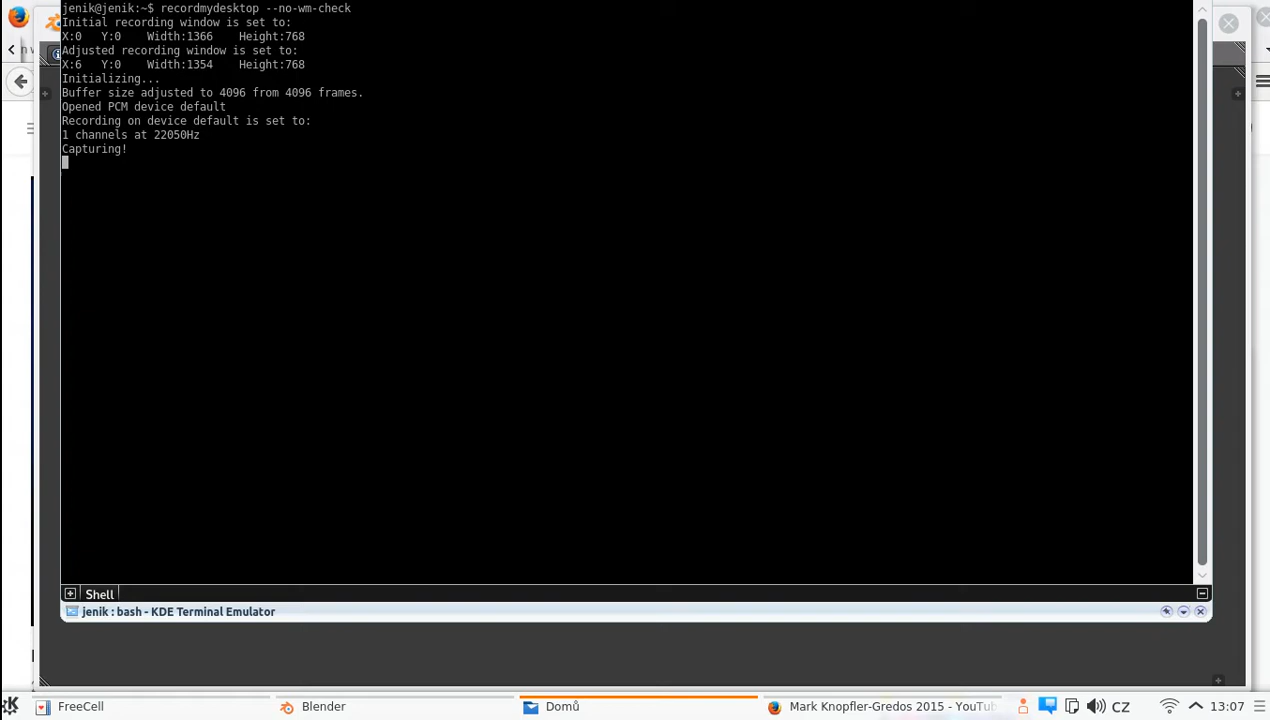 jenik@jenik:~$ recordmydesktop --no-wm-check
Initial recording window is set to:
X:0   Y:0    Width:1366    Height:768
Adjusted recording window is set to:
X:6   Y:0    Width:1354    Height:768
Initializing...
Buffer size adjusted to 4096 from 4096 frames.
Opened PCM device default
Recording on device default is set to:
1 channels at 22050Hz
Capturing!
Shell
jenik : bash - KDE Terminal Emulator
FreeCell
Blender
Domů
Mark Knopfler-Gredos 2015 - YouTub
CZ
13:07